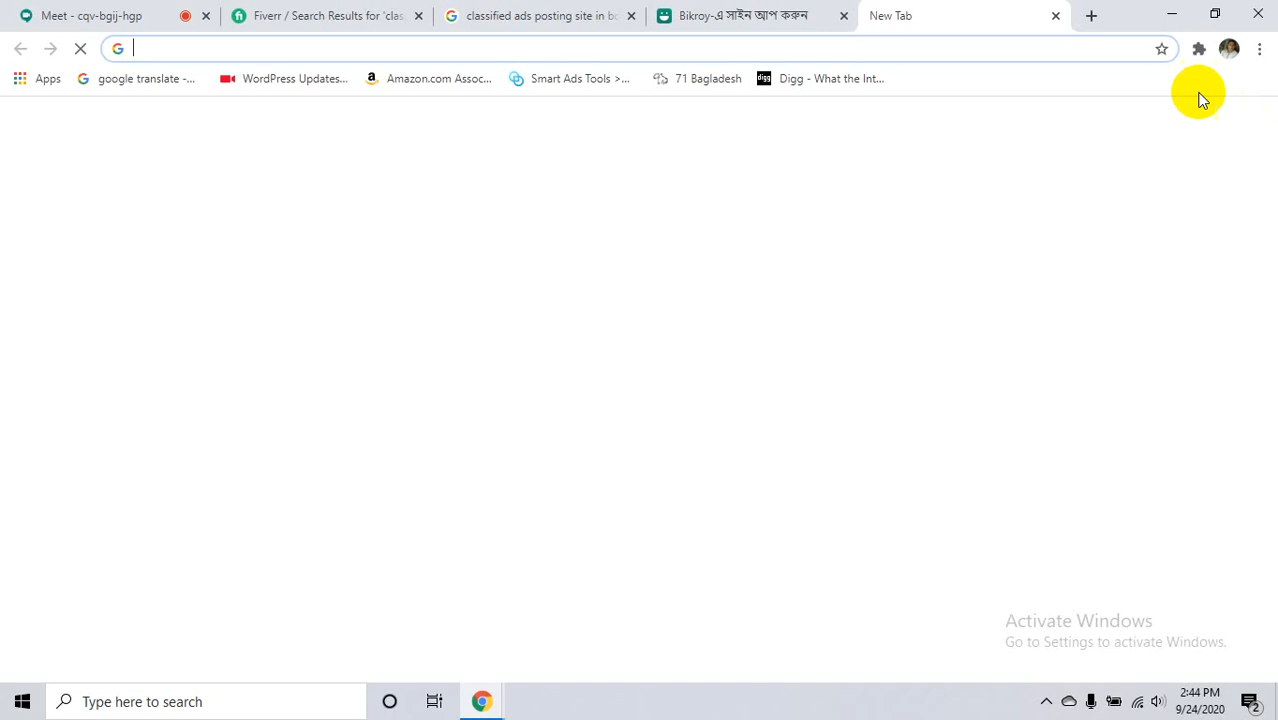 Meet - cqv-bgij-hgp
Fiverr / Search Results for 'cl
classified ads posting site in b
Bikroy-এ সাইন আপ করুন
New Tab
Apps
google translate -...
WordPress Updates...
Amazon.com Assoc...
Smart Ads Tools >...
71 Bagladesh
Digg - What the Int...
Activate Windows
Go to Settings to activate Windows.
Type here to search
2:44 PM
9/24/2020
2